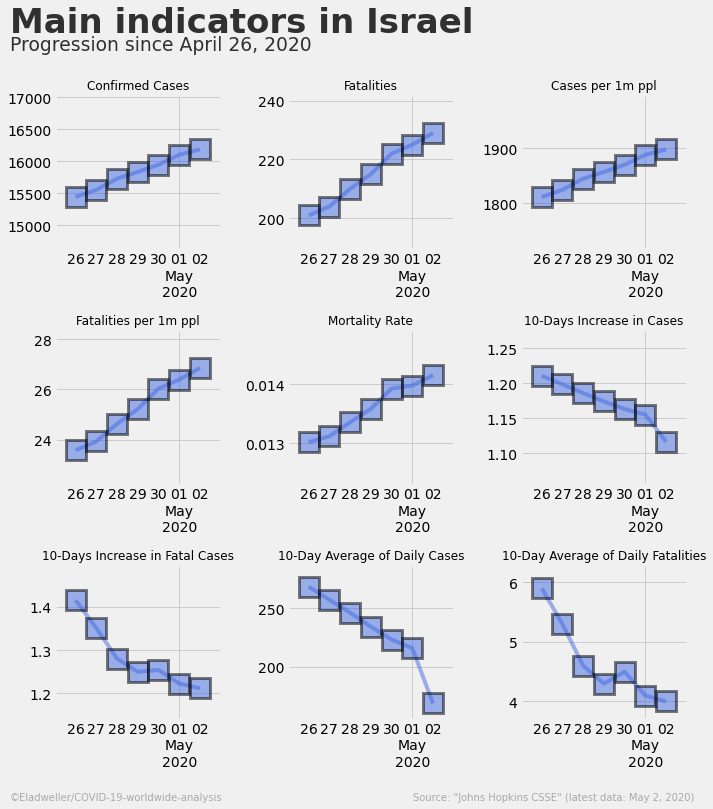 Main indicators in Israel
Progression since April 26, 2020
Confirmed Cases
17000
16500
16000
15500
15000
26 27 28 29 30 01 02
May
2020
Fatalities
240
220
200
26 27 28 29 30 01 02
May
2020
Cases per 1m ppl
1900
1800
26 27 28 29 30 01 02
May
2020
Fatalities per 1m ppl
28
26
24
26 27 28 29 30 01 02
May
2020
Mortality Rate
0.014
0.013
26 27 28 29 30 01 02
May
2020
10-Days Increase in Cases
1.25
1.20
1.15
1.10
26 27 28 29 30 01 02
May
2020
10-Days Increase in Fatal Cases
1.4
1.3
1.2
26 27 28 29 30 01 02
May
2020
10-Day Average of Daily Cases
250
200
26 27 28 29 30 01 02
May
2020
10-Day Average of Daily Fatalities
6
5
4
26 27 28 29 30 01 02
May
2020
©Eladweller/COVID-19-worldwide-analysis
Source: "Johns Hopkins CSSE" (latest data: May 2, 2020)